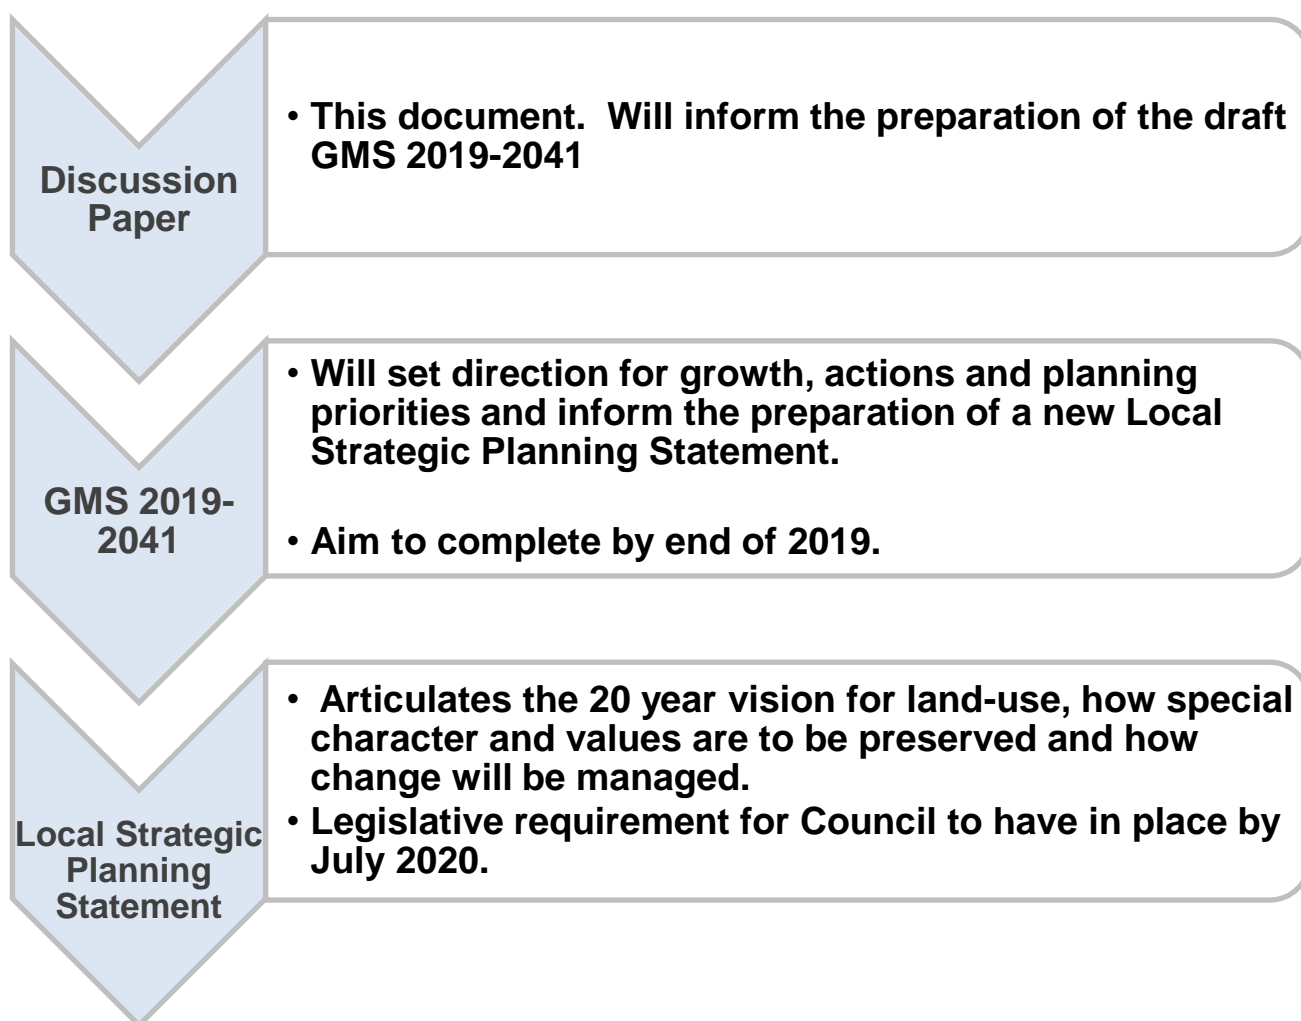 Discussion
Paper
• This document.  Will inform the preparation of the draft
GMS 2019-2041
GMS 2019-
2041
• Will set direction for growth, actions and planning
priorities and inform the preparation of a new Local
Strategic Planning Statement.
• Aim to complete by end of 2019.
Local Strategic
Planning
Statement
• Articulates the 20 year vision for land-use, how special
character and values are to be preserved and how
change will be managed.
• Legislative requirement for Council to have in place by
July 2020.